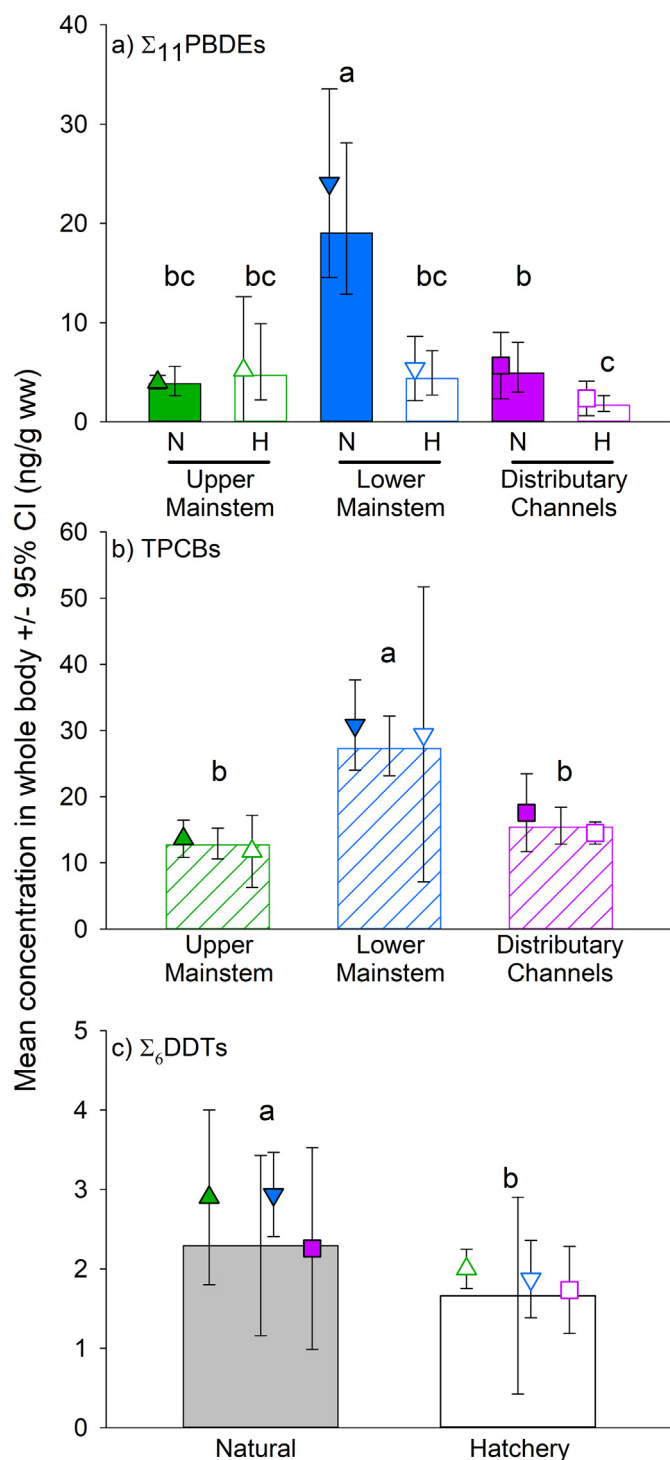 Mean concentration in whole body +/- 95% CI (ng/g ww)
a) Σ11PBDEs
40
30
20
10
0
a
bc
bc
bc
b
c
N
H
N
H
N
H
Upper
Mainstem
Lower
Mainstem
Distributary
Channels
b) TPCBs
60
50
40
30
20
10
0
b
a
b
Upper
Mainstem
Lower
Mainstem
Distributary
Channels
c) Σ6DDTs
5
4
3
2
1
0
a
b
Natural
Hatchery